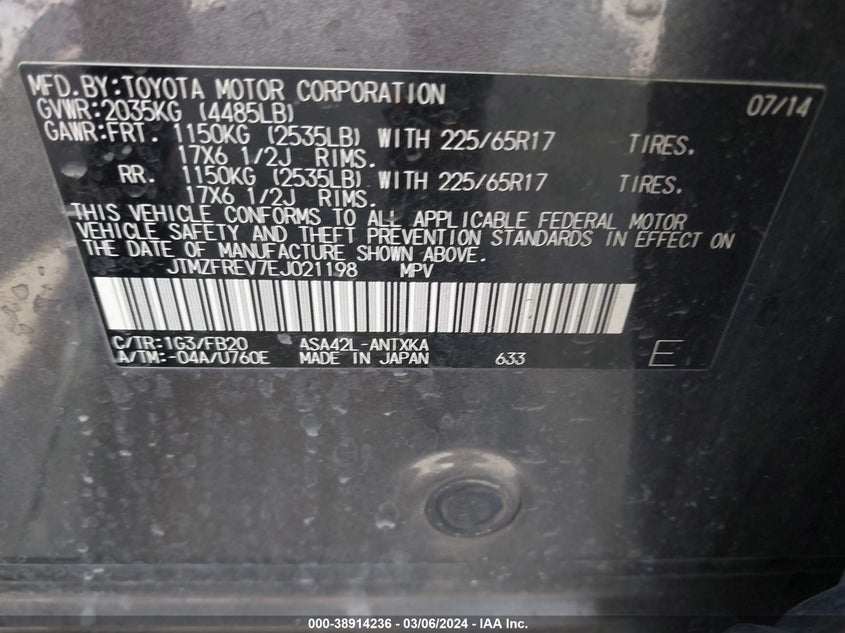 MFD.BY:TOYOTA MOTOR CORPORATION 07/14
GVWR:2035KG (4485LB)
GAWR:FRT. 1150KG (2535LB) WITH 225/65R17 TIRES,
17X6 1/2J RIMS.
RR. 1150KG (2535LB) WITH 225/65R17 TIRES,
17X6 1/2J RIMS.
THIS VEHICLE CONFORMS TO ALL APPLICABLE FEDERAL MOTOR
VEHICLE SAFETY AND THEFT PREVENTION STANDARDS IN EFFECT ON
THE DATE OF MANUFACTURE SHOWN ABOVE.
JTMZFREV7EJ021198 MPV
C/TR:1G3/FB20 ASA42L-ANTXKA
A/TM:-04A/U760E MADE IN JAPAN 633 E
000-38914236 - 03/06/2024 - IAA Inc.